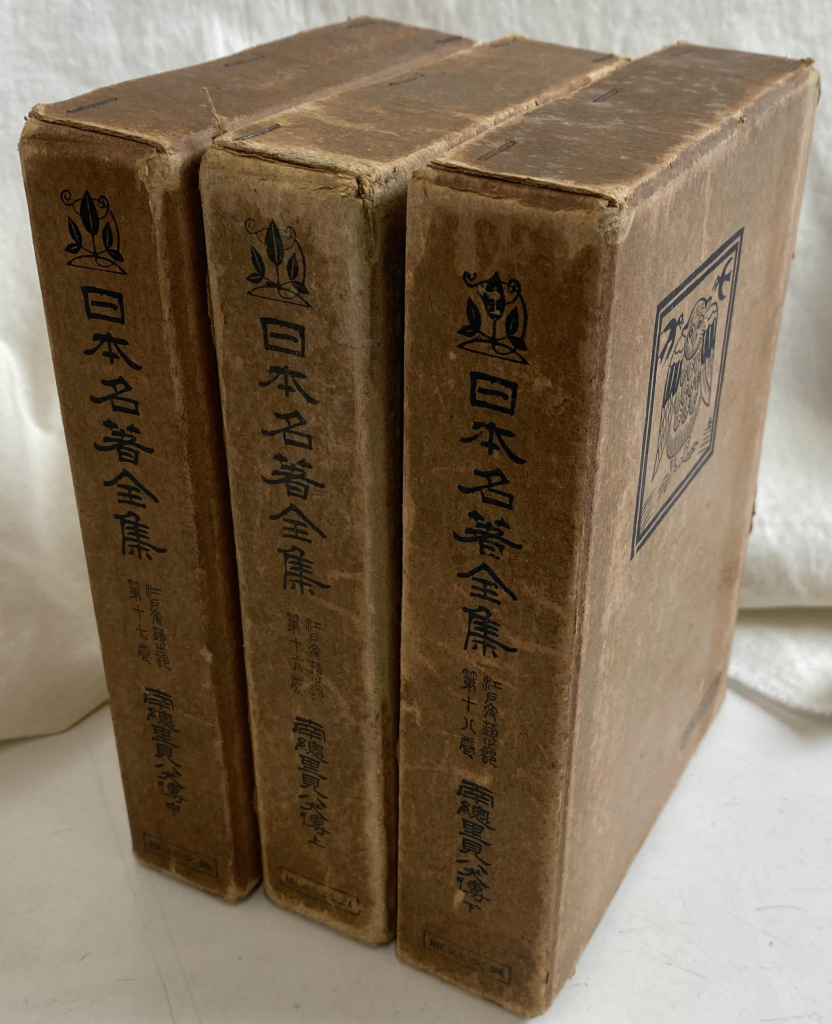 日本名著全集
江戸文藝之部
第十七卷
南總里見八犬傳 中
日本名著全集
江戸文藝之部
第十六卷
南總里見八犬傳 上
日本名著全集
江戸文藝之部
第十八卷
南總里見八犬傳 下